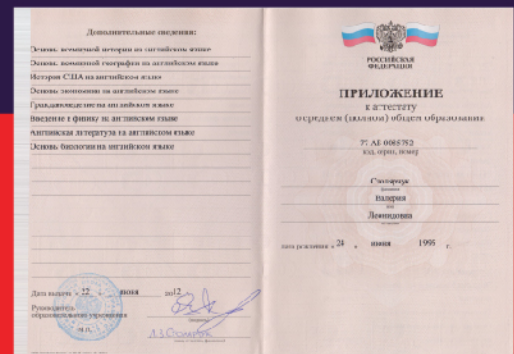 Дополнительные сведения:
Основы всемирной истории на английском языке
Основы всемирной географии на английском языке
История США на английском языке
Основы экономики на английском языке
Граждановедение на английском языке
Введение в физику на английском языке
Английская литература на английском языке
Основы биологии на английском языке
Дата выдачи « 22 » июня 2012
Руководитель
образовательного учреждения
М.П.
РОССИЙСКАЯ
ФЕДЕРАЦИЯ
ПРИЛОЖЕНИЕ
к аттестату
о среднем (полном) общем образовании
77 АБ
код, серия, номер
фамилия
Валерия
имя
Леонидовна
отчество
дата рождения « 24 » июня 1995 г.